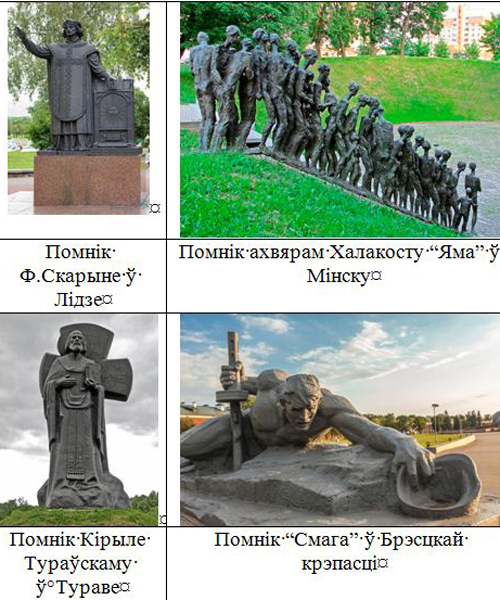 Помнік·
Ф.Скарыне·ў·
Лідзе¤
Помнік·ахвярам·Халакосту·“Яма”·ў·
Мінску¤
Помнік·Кірыле·
Тураўскаму·
ў°Тураве¤
Помнік·“Смага”·ў·Брэсцкай·
крэпасці¤